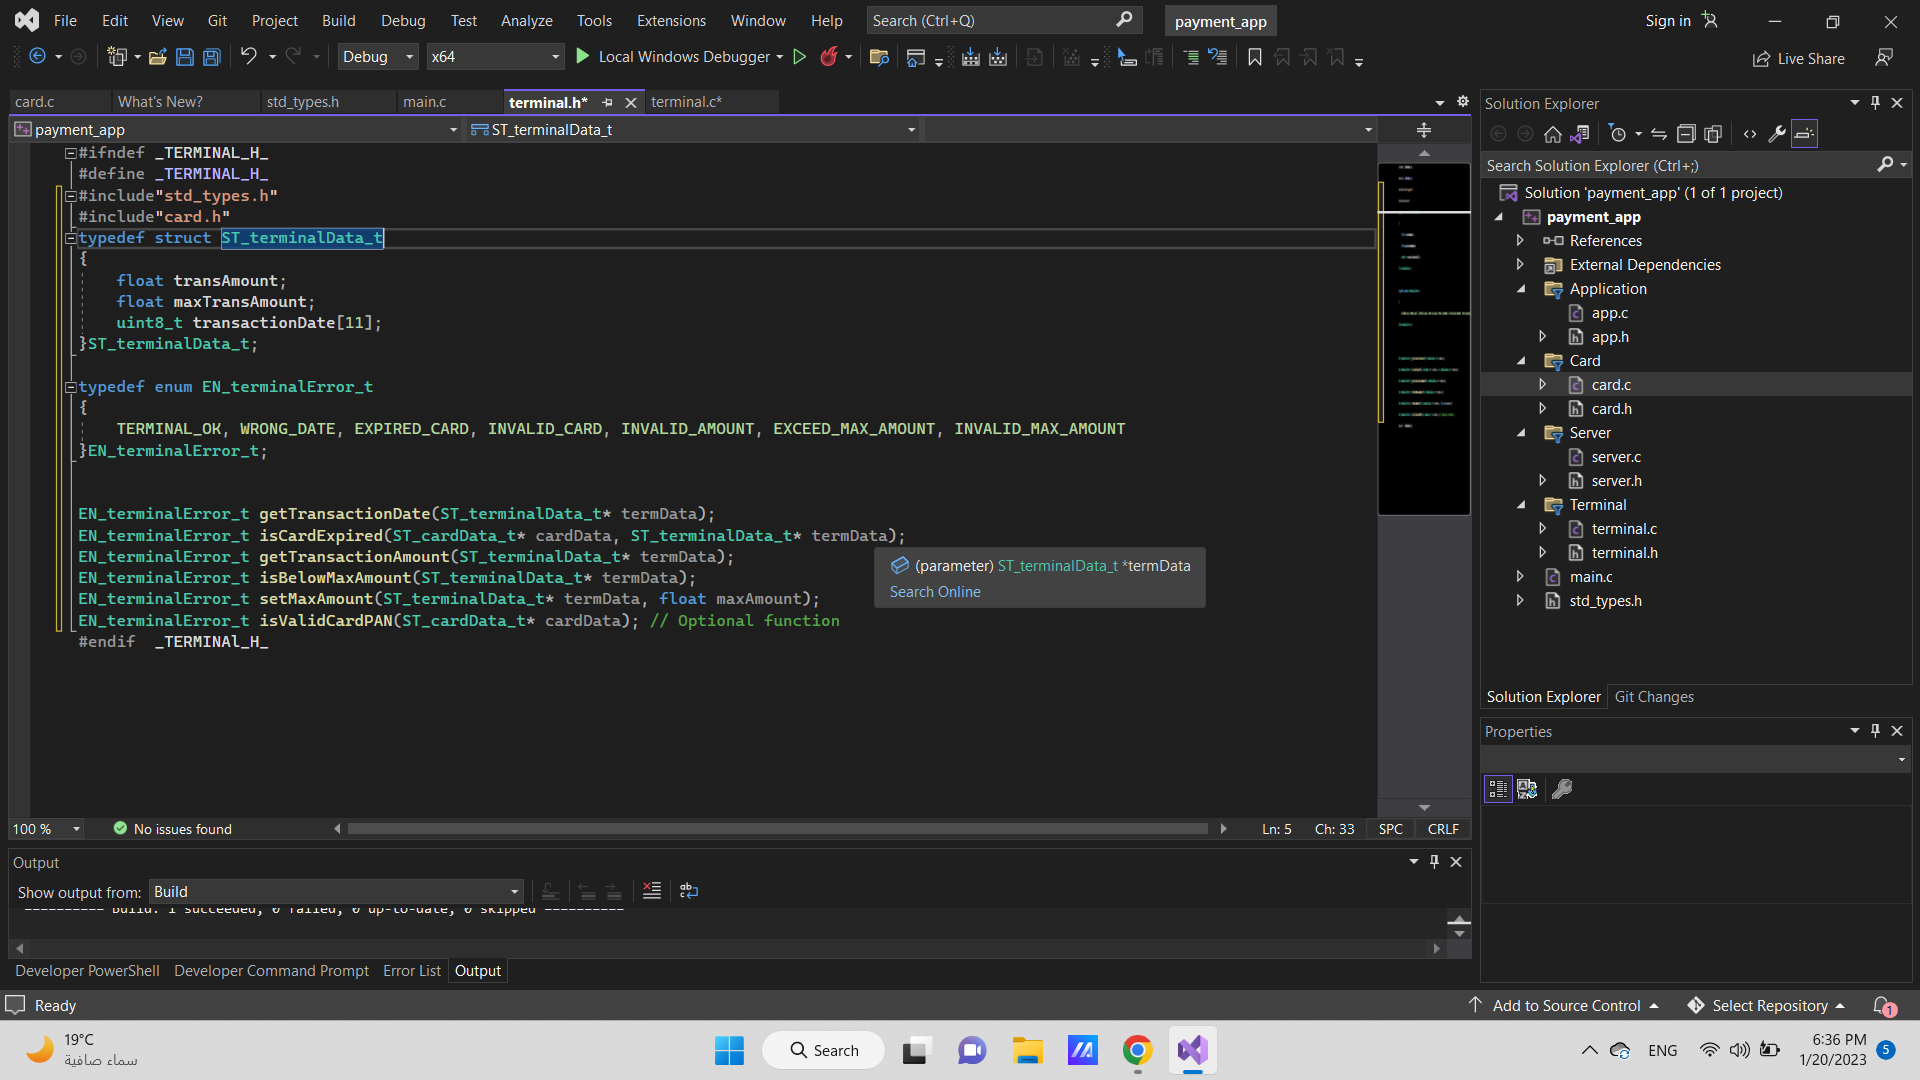 File Edit View Git Project Build Debug Test Analyze Tools Extensions Window Help Search (Ctrl+Q) payment_app Sign in
Debug x64 Local Windows Debugger Live Share
card.c What's New? std_types.h main.c terminal.h* terminal.c*
payment_app ST_terminalData_t
#ifndef _TERMINAL_H_
#define _TERMINAL_H_
#include"std_types.h"
#include"card.h"
typedef struct ST_terminalData_t
{
float transAmount;
float maxTransAmount;
uint8_t transactionDate[11];
}ST_terminalData_t;
typedef enum EN_terminalError_t
{
TERMINAL_OK, WRONG_DATE, EXPIRED_CARD, INVALID_CARD, INVALID_AMOUNT, EXCEED_MAX_AMOUNT, INVALID_MAX_AMOUNT
}EN_terminalError_t;
EN_terminalError_t getTransactionDate(ST_terminalData_t* termData);
EN_terminalError_t isCardExpired(ST_cardData_t* cardData, ST_terminalData_t* termData);
EN_terminalError_t getTransactionAmount(ST_terminalData_t* termData);
EN_terminalError_t isBelowMaxAmount(ST_terminalData_t* termData);
EN_terminalError_t setMaxAmount(ST_terminalData_t* termData, float maxAmount);
EN_terminalError_t isValidCardPAN(ST_cardData_t* cardData); // Optional function
#endif _TERMINAl_H_
(parameter) ST_terminalData_t *termData
Search Online
100 % No issues found Ln: 5 Ch: 33 SPC CRLF
Output
Show output from: Build
========== Build: 1 succeeded, 0 failed, 0 up-to-date, 0 skipped ==========
Developer PowerShell Developer Command Prompt Error List Output
Solution Explorer
Search Solution Explorer (Ctrl+;)
Solution 'payment_app' (1 of 1 project)
payment_app
References
External Dependencies
Application
app.c
app.h
Card
card.c
card.h
Server
server.c
server.h
Terminal
terminal.c
terminal.h
main.c
std_types.h
Solution Explorer Git Changes
Properties
Ready Add to Source Control Select Repository 1
19°C
سماء صافية
Search
ENG
6:36 PM
1/20/2023
5